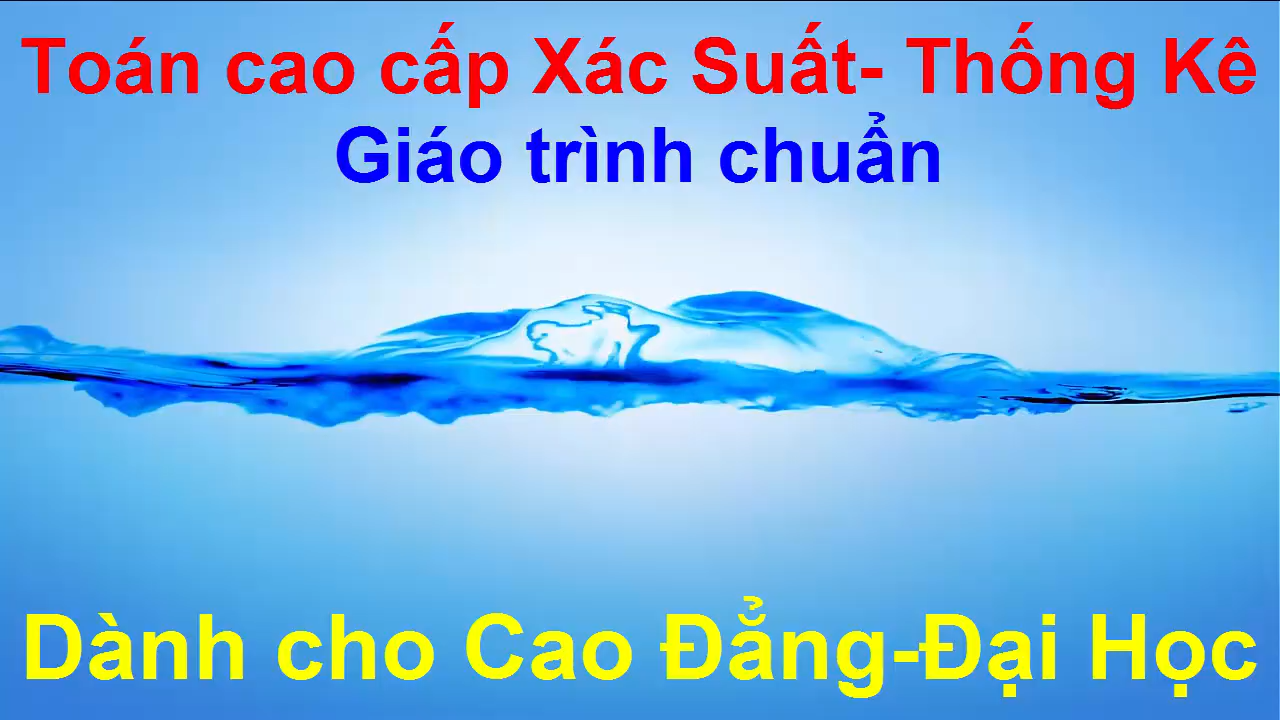 Toán cao cấp Xác Suất- Thống Kê
Giáo trình chuẩn
Dành cho Cao Đẳng-Đại Học